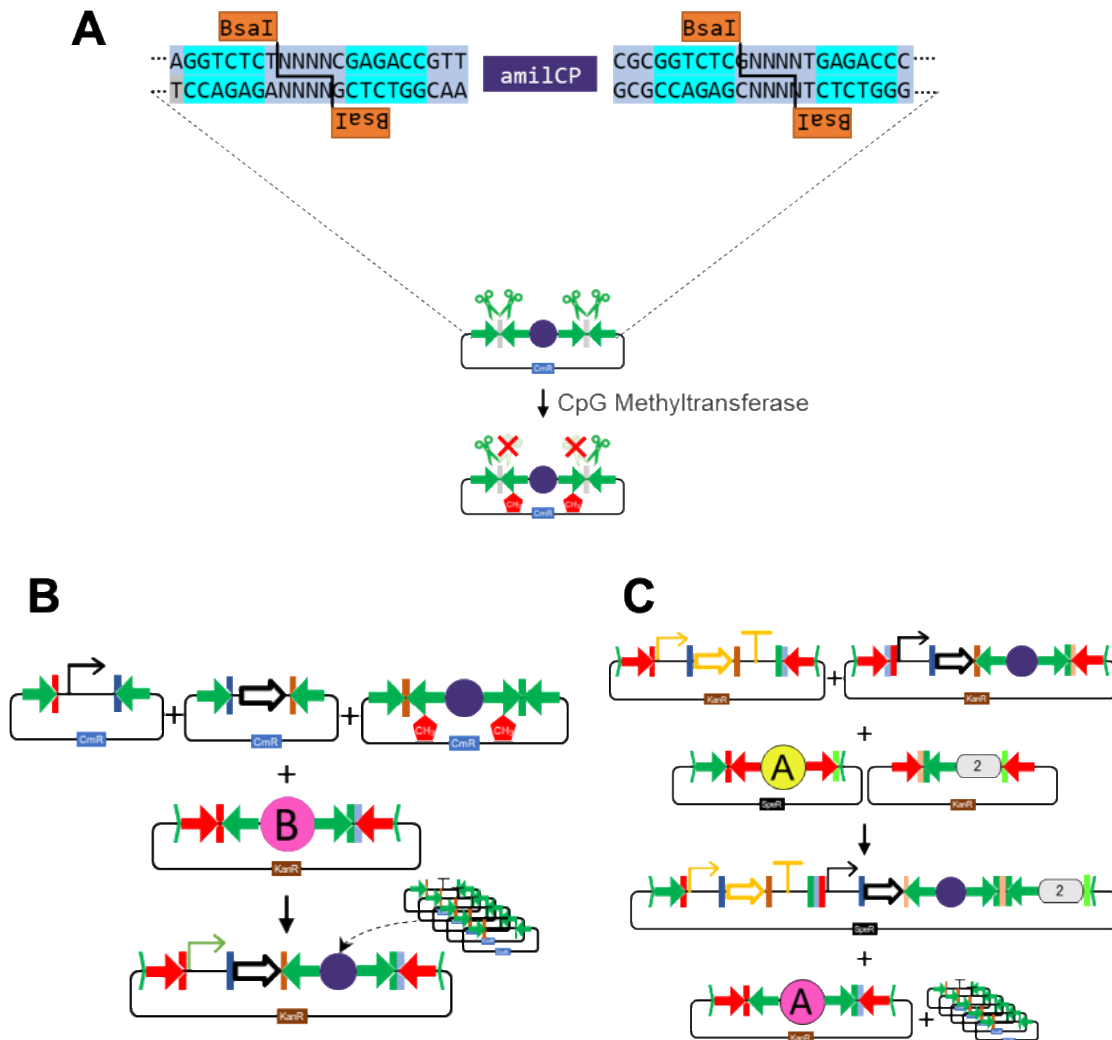 A
BsaI
BsaI
···AGGTCTCTNNNNCGAGACCGTT
CGCGGTCTCGNNNNTGAGACCC···
amilCP
···TCCAGAGANNNNGCTCTGGCAA
GCGCCAGAGCNNNNTCTCTGGG···
BsaI
BsaI
CmR
CpG Methyltransferase
CH₃
CH₃
CmR
B
CmR
+
CmR
+
CH₃
CH₃
CmR
+
B
KanR
KanR
C
KanR
+
KanR
+
A
SpeR
2
KanR
2
SpeR
+
A
KanR
+